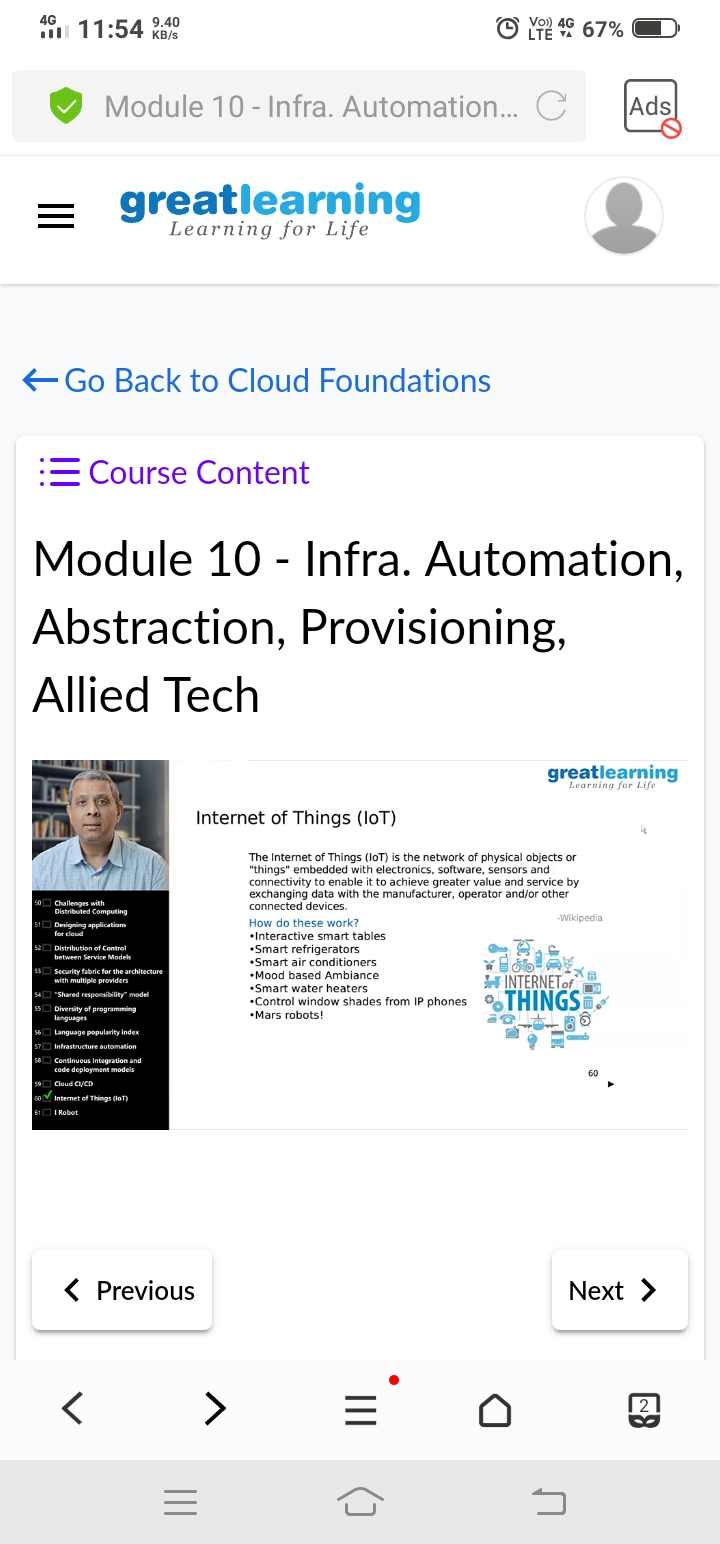 4G 11:54 9.40 KB/s Vo)) LTE 4G 67%
Module 10 - Infra. Automation... Ads
greatlearning
Learning for Life
Go Back to Cloud Foundations
Course Content
Module 10 - Infra. Automation,
Abstraction, Provisioning,
Allied Tech
greatlearning
Learning for Life
Internet of Things (IoT)
The Internet of Things (IoT) is the network of physical objects or
"things" embedded with electronics, software, sensors and
connectivity to enable it to achieve greater value and service by
exchanging data with the manufacturer, operator and/or other
connected devices.
-Wikipedia
How do these work?
•Interactive smart tables
•Smart refrigerators
•Smart air conditioners
•Mood based Ambiance
•Smart water heaters
•Control window shades from IP phones
•Mars robots!
INTERNET of
THINGS
60
50 Challenges with
Distributed Computing
51 Designing applications
for cloud
52 Distribution of Control
between Service Models
53 Security fabric for the architecture
with multiple providers
54 "Shared responsibility" model
55 Diversity of programming
languages
56 Language popularity index
57 Infrastructure automation
58 Continuous Integration and
code deployment models
59 Cloud CI/CD
60 Internet of Things (IoT)
61 I Robot
Previous
Next
2